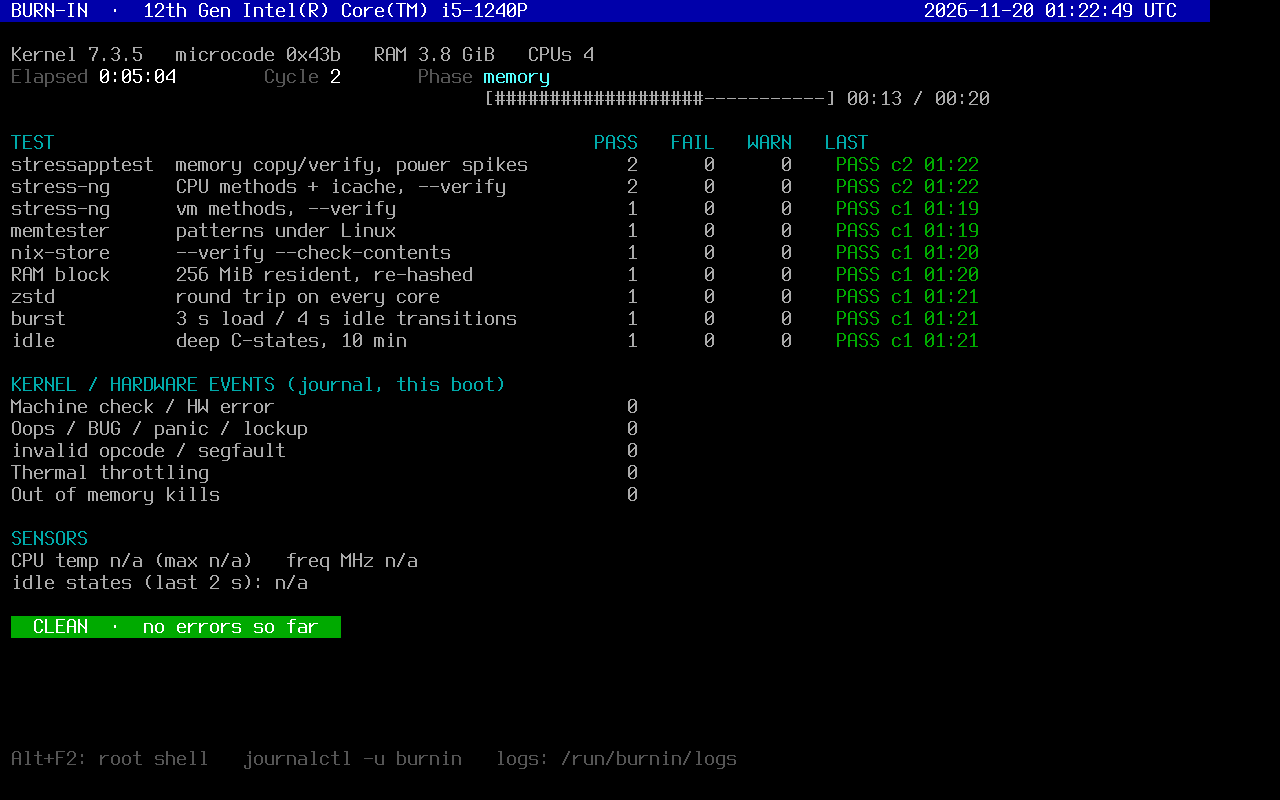 BURN-IN  ·  12th Gen Intel(R) Core(TM) i5-1240P    2026-11-20 01:22:49 UTC
Kernel 7.3.5   microcode 0x43b   RAM 3.8 GiB   CPUs 4
Elapsed 0:05:04        Cycle 2       Phase memory
[###################-----------] 00:13 / 00:20
TEST    PASS   FAIL   WARN   LAST
stressapptest  memory copy/verify, power spikes    2    0    0    PASS c2 01:22
stress-ng      CPU methods + icache, --verify    2    0    0    PASS c2 01:22
stress-ng      vm methods, --verify    1    0    0    PASS c1 01:19
memtester      patterns under Linux    1    0    0    PASS c1 01:19
nix-store      --verify --check-contents    1    0    0    PASS c1 01:20
RAM block      256 MiB resident, re-hashed    1    0    0    PASS c1 01:20
zstd           round trip on every core    1    0    0    PASS c1 01:21
burst          3 s load / 4 s idle transitions    1    0    0    PASS c1 01:21
idle           deep C-states, 10 min    1    0    0    PASS c1 01:21
KERNEL / HARDWARE EVENTS (journal, this boot)
Machine check / HW error    0
Oops / BUG / panic / lockup    0
invalid opcode / segfault    0
Thermal throttling    0
Out of memory kills    0
SENSORS
CPU temp n/a (max n/a)   freq MHz n/a
idle states (last 2 s): n/a
CLEAN  ·  no errors so far
Alt+F2: root shell   journalctl -u burnin   logs: /run/burnin/logs